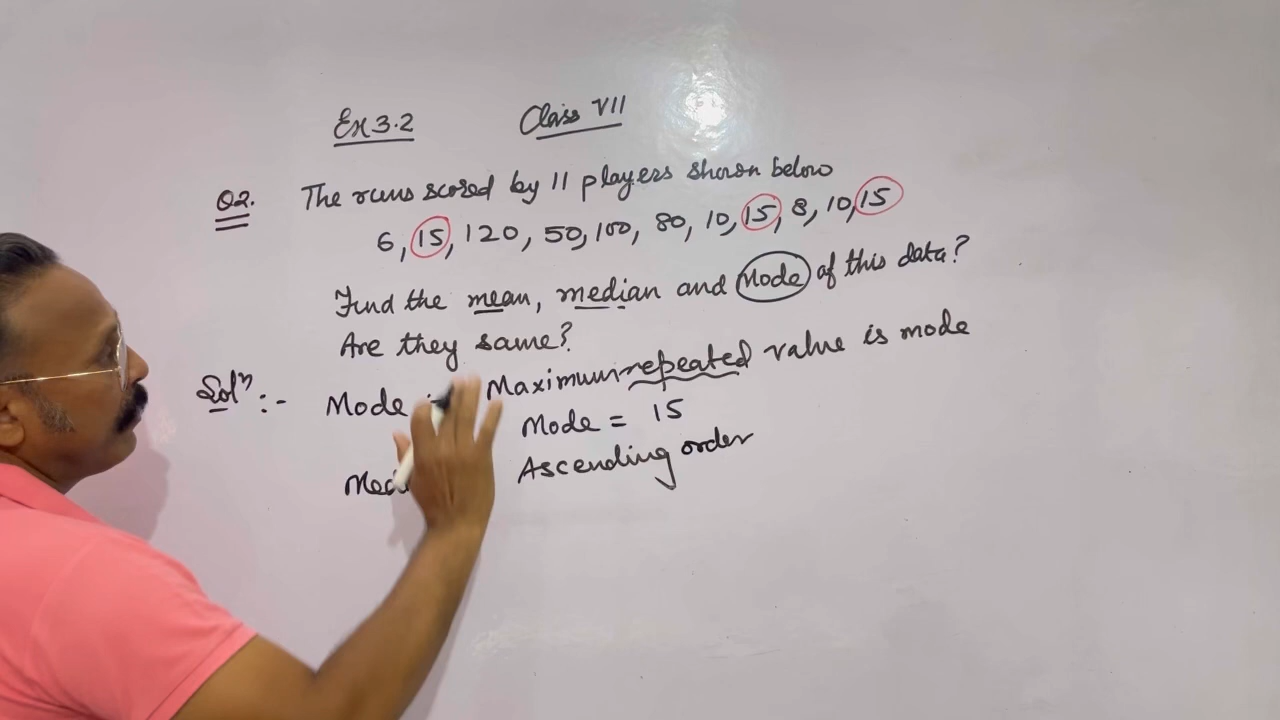 Ex 3.2 Class VII
Q2. The runs scored by 11 players shown below
6, 15, 120, 50, 100, 80, 10, 15, 8, 10, 15
Find the mean, median and Mode of this data?
Are they same?
Solⁿ :- Mode Maximum repeated value is mode
Mode = 15
Ascending order